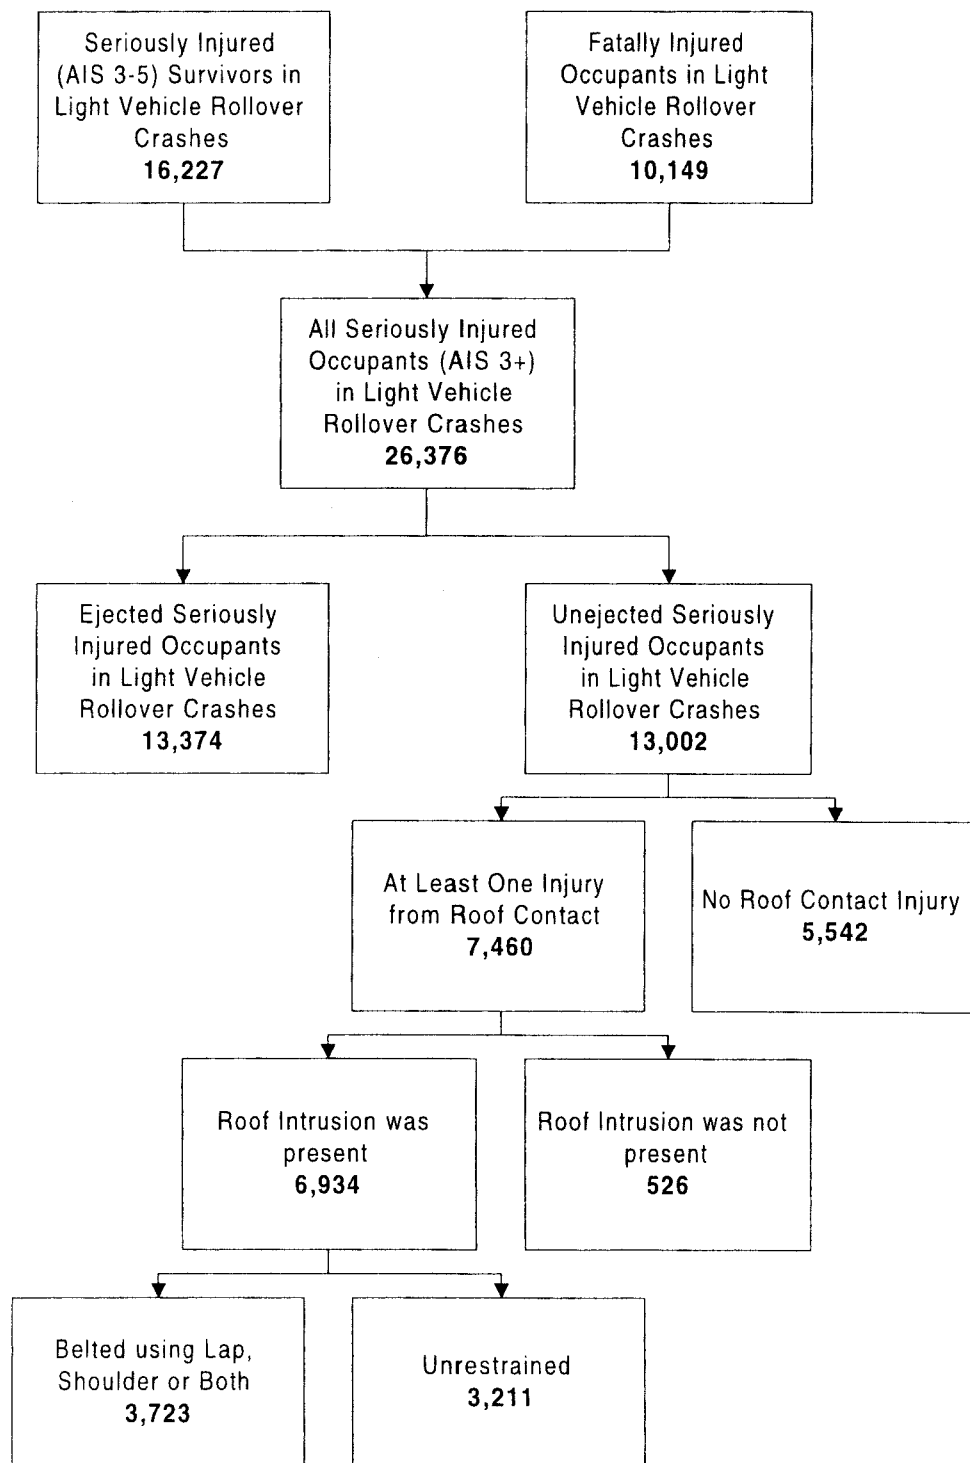 Seriously Injured
(AIS 3-5) Survivors in
Light Vehicle Rollover
Crashes
16,227
Fatally Injured
Occupants in Light
Vehicle Rollover
Crashes
10,149
All Seriously Injured
Occupants (AIS 3+)
in Light Vehicle
Rollover Crashes
26,376
Ejected Seriously
Injured Occupants
in Light Vehicle
Rollover Crashes
13,374
Unejected Seriously
Injured Occupants
in Light Vehicle
Rollover Crashes
13,002
At Least One Injury
from Roof Contact
7,460
No Roof Contact Injury
5,542
Roof Intrusion was
present
6,934
Roof Intrusion was not
present
526
Belted using Lap,
Shoulder or Both
3,723
Unrestrained
3,211